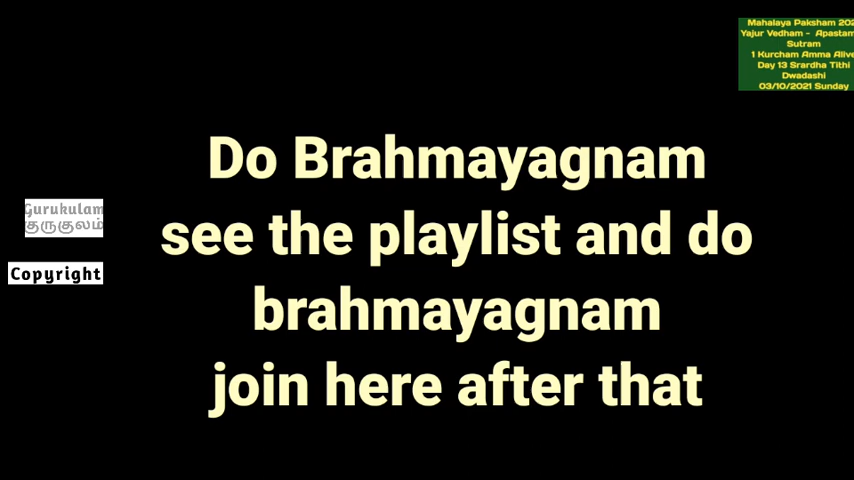 Mahalaya Paksham
Yajur Vedham - Apastam
Sutram
1 Kurcham Amma Alive
Day 13 Srardha Tithi
Dwadashi
03/10/2021 Sunday
Do Brahmayagnam
see the playlist and do
brahmayagnam
join here after that
Gurukulam
குருகுலம்
Copyright